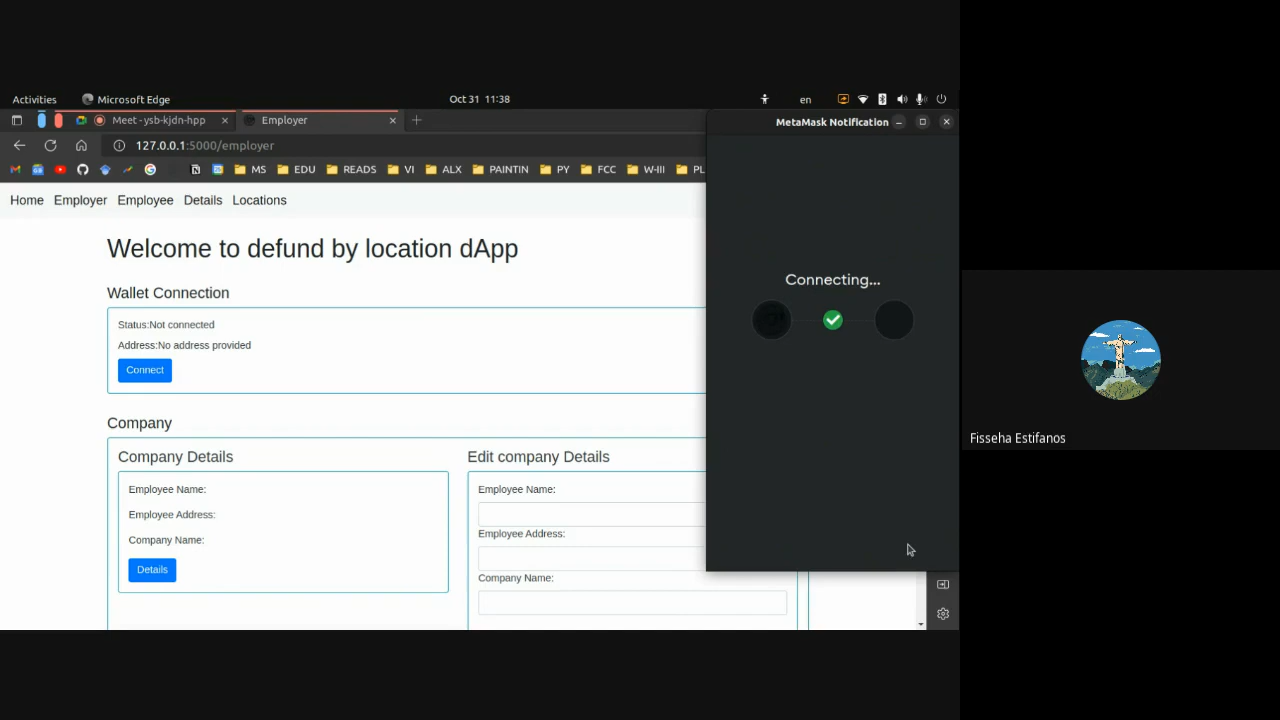 Activities Microsoft Edge Oct 31 11:38 en
Meet - ysb-kjdn-hpp Employer
MetaMask Notification
127.0.0.1:5000/employer
MS EDU READS VI ALX PAINTIN PY FCC W-III PL
Home Employer Employee Details Locations
Welcome to defund by location dApp
Connecting...
Wallet Connection
Status:Not connected
Address:No address provided
Connect
Company
Company Details
Employee Name:
Employee Address:
Company Name:
Details
Edit company Details
Employee Name:
Employee Address:
Company Name:
Fisseha Estifanos